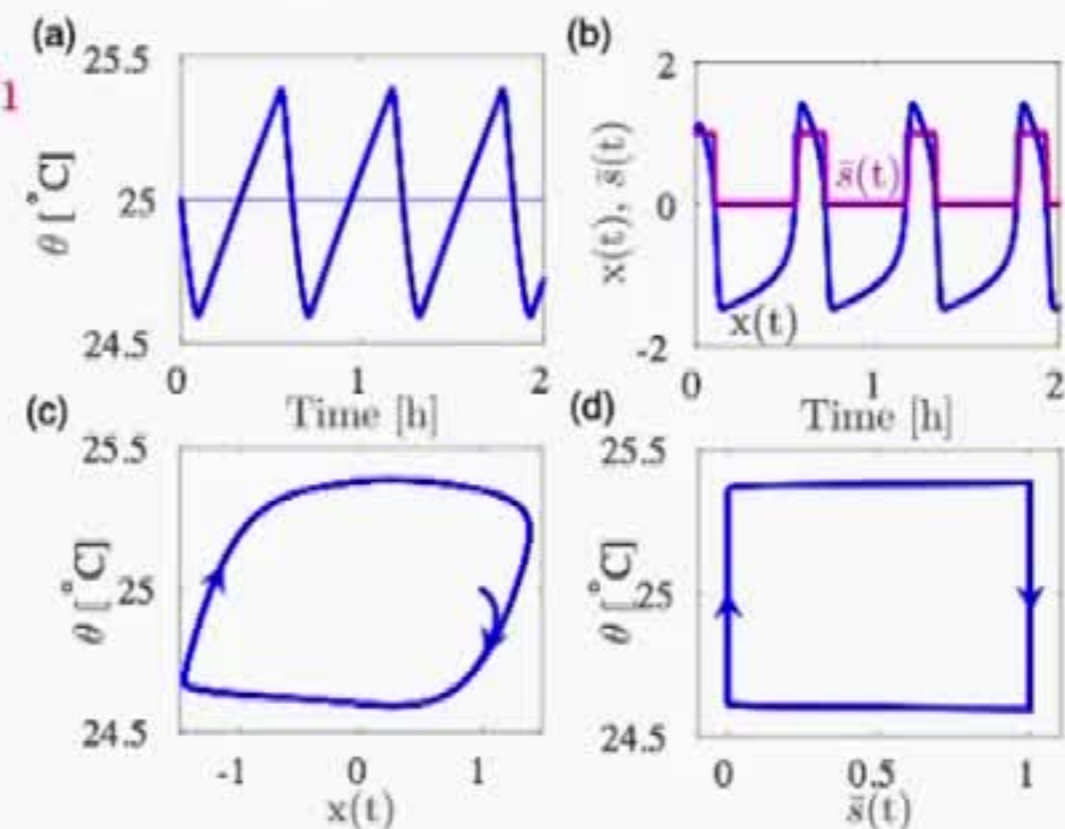 (a)
25.5
1
θ [°C]
25
24.5
0
1
2
Time [h]
(b)
2
x(t), s̄(t)
0
-2
s̄(t)
x(t)
0
1
2
Time [h]
(c)
25.5
θ [°C]
25
24.5
-1
0
1
x(t)
(d)
25.5
θ [°C]
25
24.5
0
0.5
1
s̄(t)